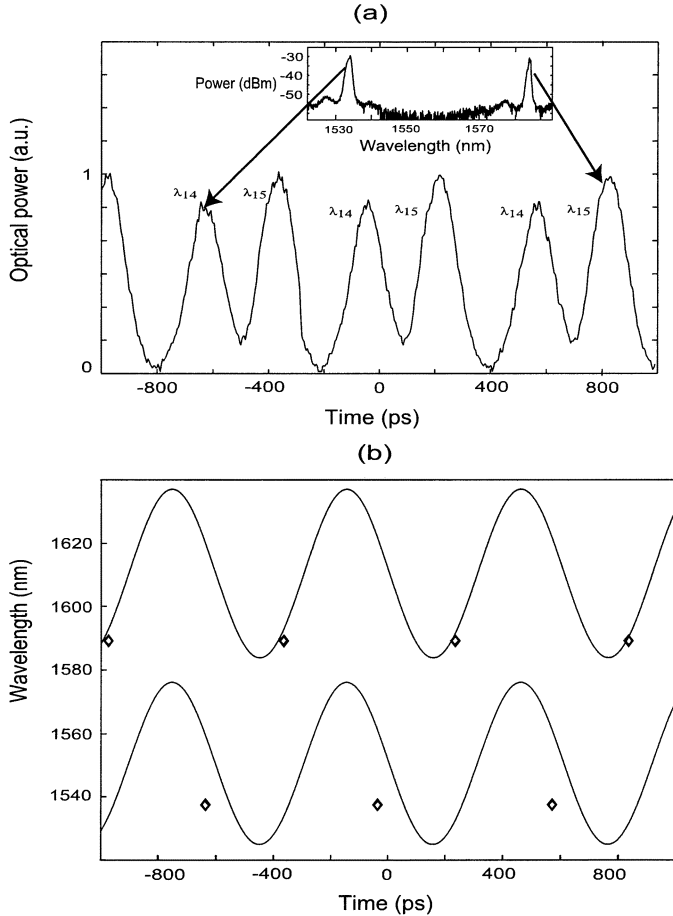 (a)
-30
-40
-50
Power (dBm)
1530 1550 1570
Wavelength (nm)
Optical power (a.u.)
1
0
λ14 λ15 λ14 λ15 λ14 λ15
-800 -400 0 400 800
Time (ps)
(b)
Wavelength (nm)
1620
1600
1580
1560
1540
-800 -400 0 400 800
Time (ps)